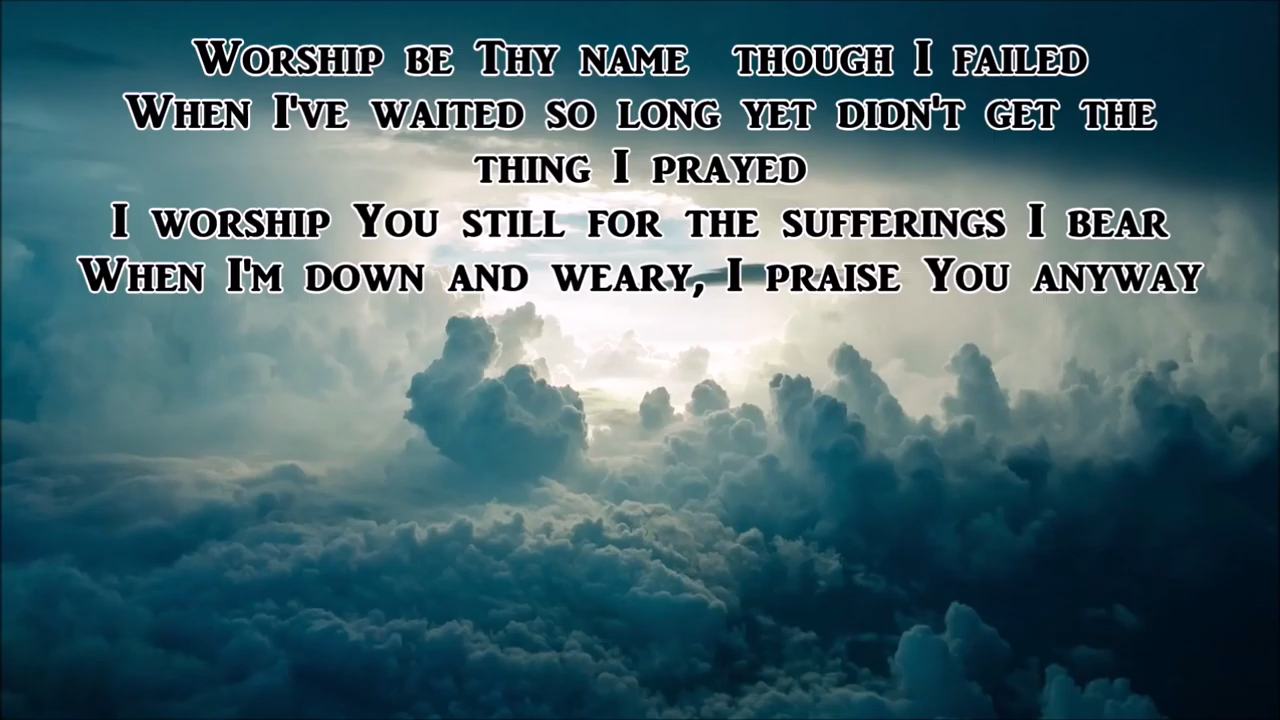 Worship be Thy name though I failed
When I've waited so long yet didn't get the
thing I prayed
I worship You still for the sufferings I bear
When I'm down and weary, I praise You anyway